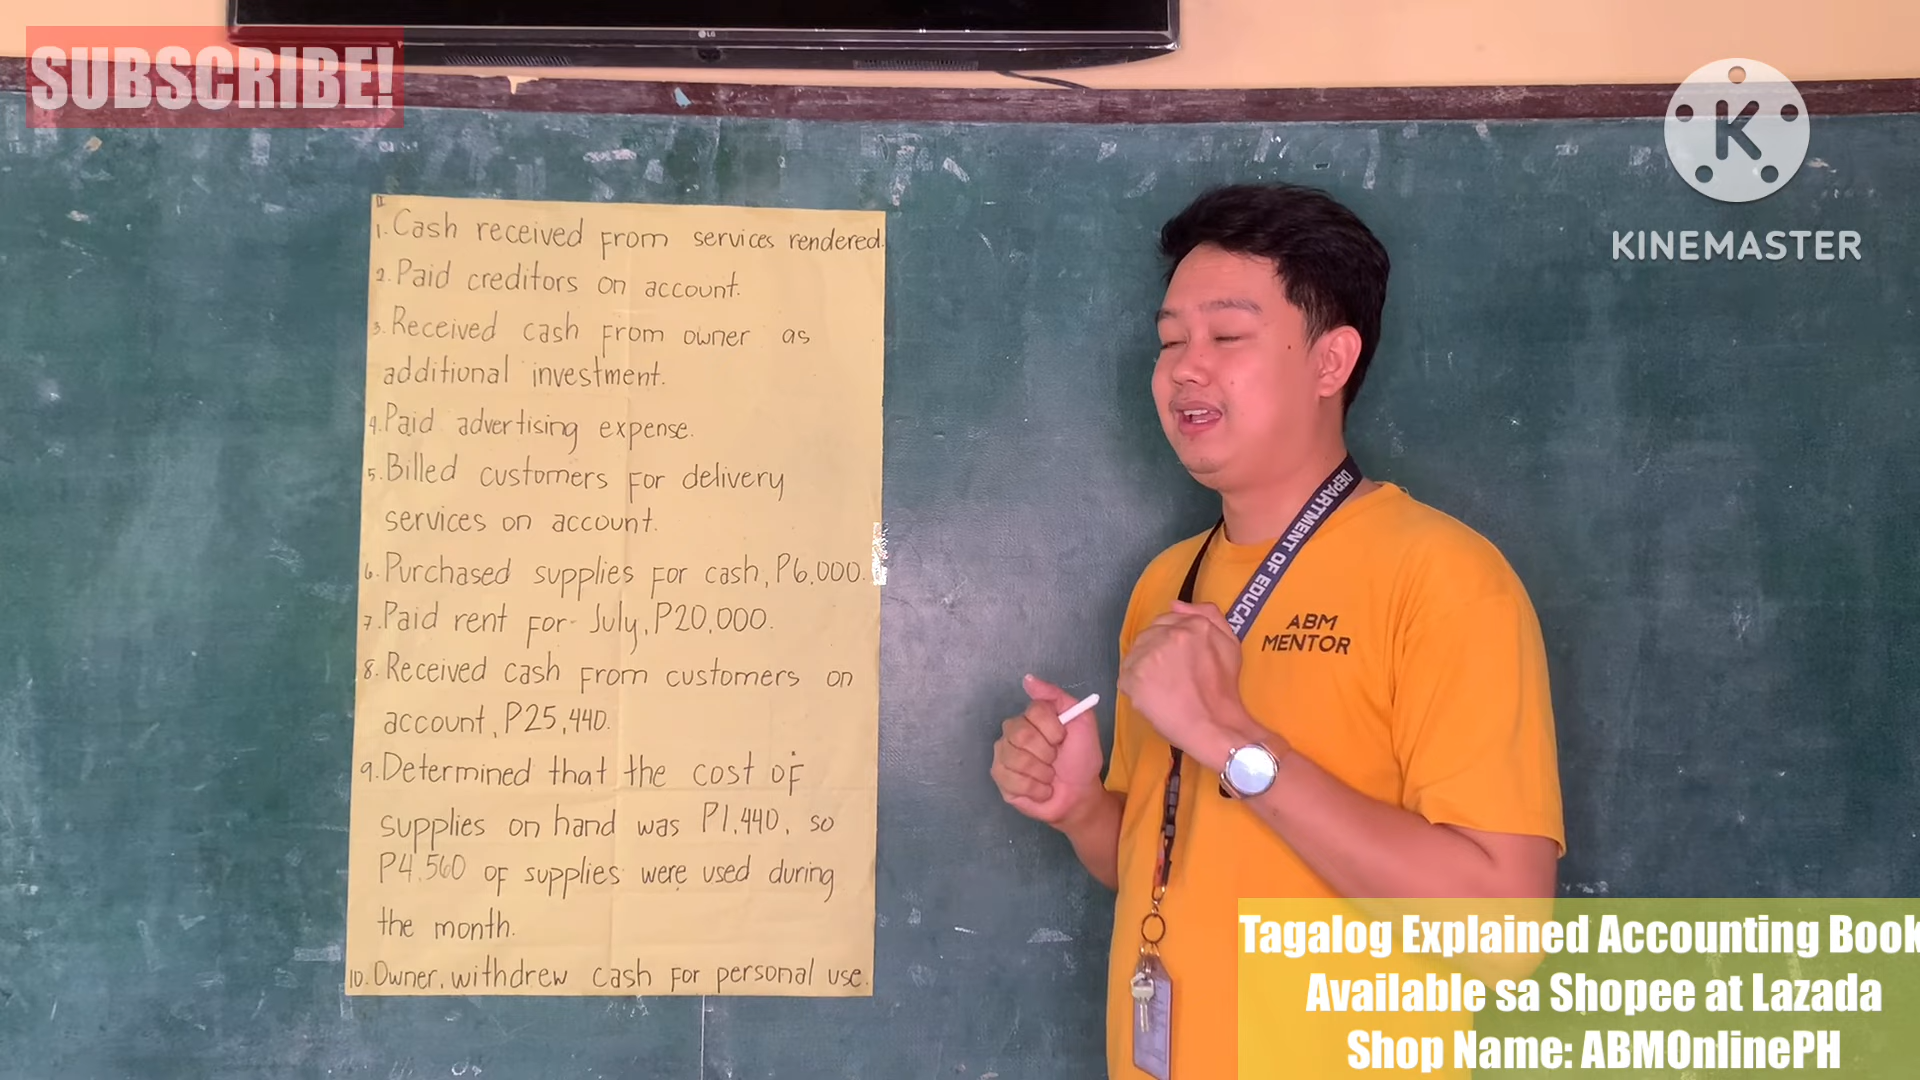 LG
SUBSCRIBE!
KINEMASTER
II.
1. Cash received from services rendered.
2. Paid creditors on account.
3. Received cash from owner as
additional investment.
4. Paid advertising expense.
5. Billed customers for delivery
services on account.
6. Purchased supplies for cash, P6,000.
7. Paid rent for July, P20,000.
8. Received cash from customers on
account, P25,440.
9. Determined that the cost of
supplies on hand was P1,440, so
P4,560 of supplies were used during
the month.
10. Owner, withdrew cash for personal use.
DEPARTMENT OF EDUCAT
ABM
MENTOR
Tagalog Explained Accounting Book
Available sa Shopee at Lazada
Shop Name: ABMOnlinePH